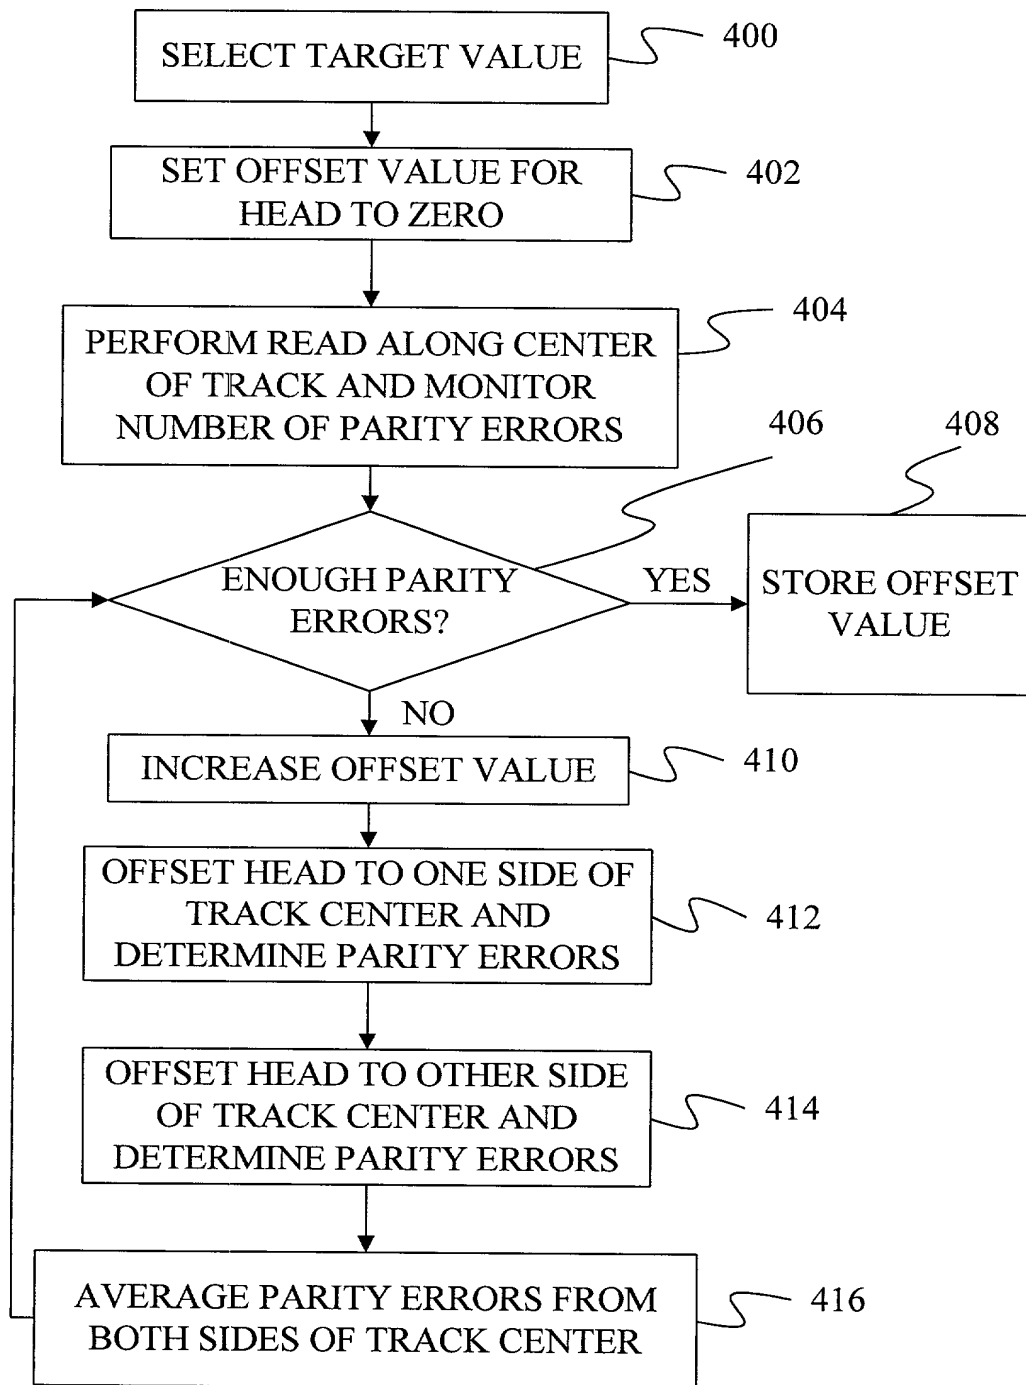 SELECT TARGET VALUE
400
SET OFFSET VALUE FOR
HEAD TO ZERO
402
PERFORM READ ALONG CENTER
OF TRACK AND MONITOR
NUMBER OF PARITY ERRORS
404
406
408
ENOUGH PARITY
ERRORS?
YES
STORE OFFSET
VALUE
NO
INCREASE OFFSET VALUE
410
OFFSET HEAD TO ONE SIDE OF
TRACK CENTER AND
DETERMINE PARITY ERRORS
412
OFFSET HEAD TO OTHER SIDE
OF TRACK CENTER AND
DETERMINE PARITY ERRORS
414
AVERAGE PARITY ERRORS FROM
BOTH SIDES OF TRACK CENTER
416